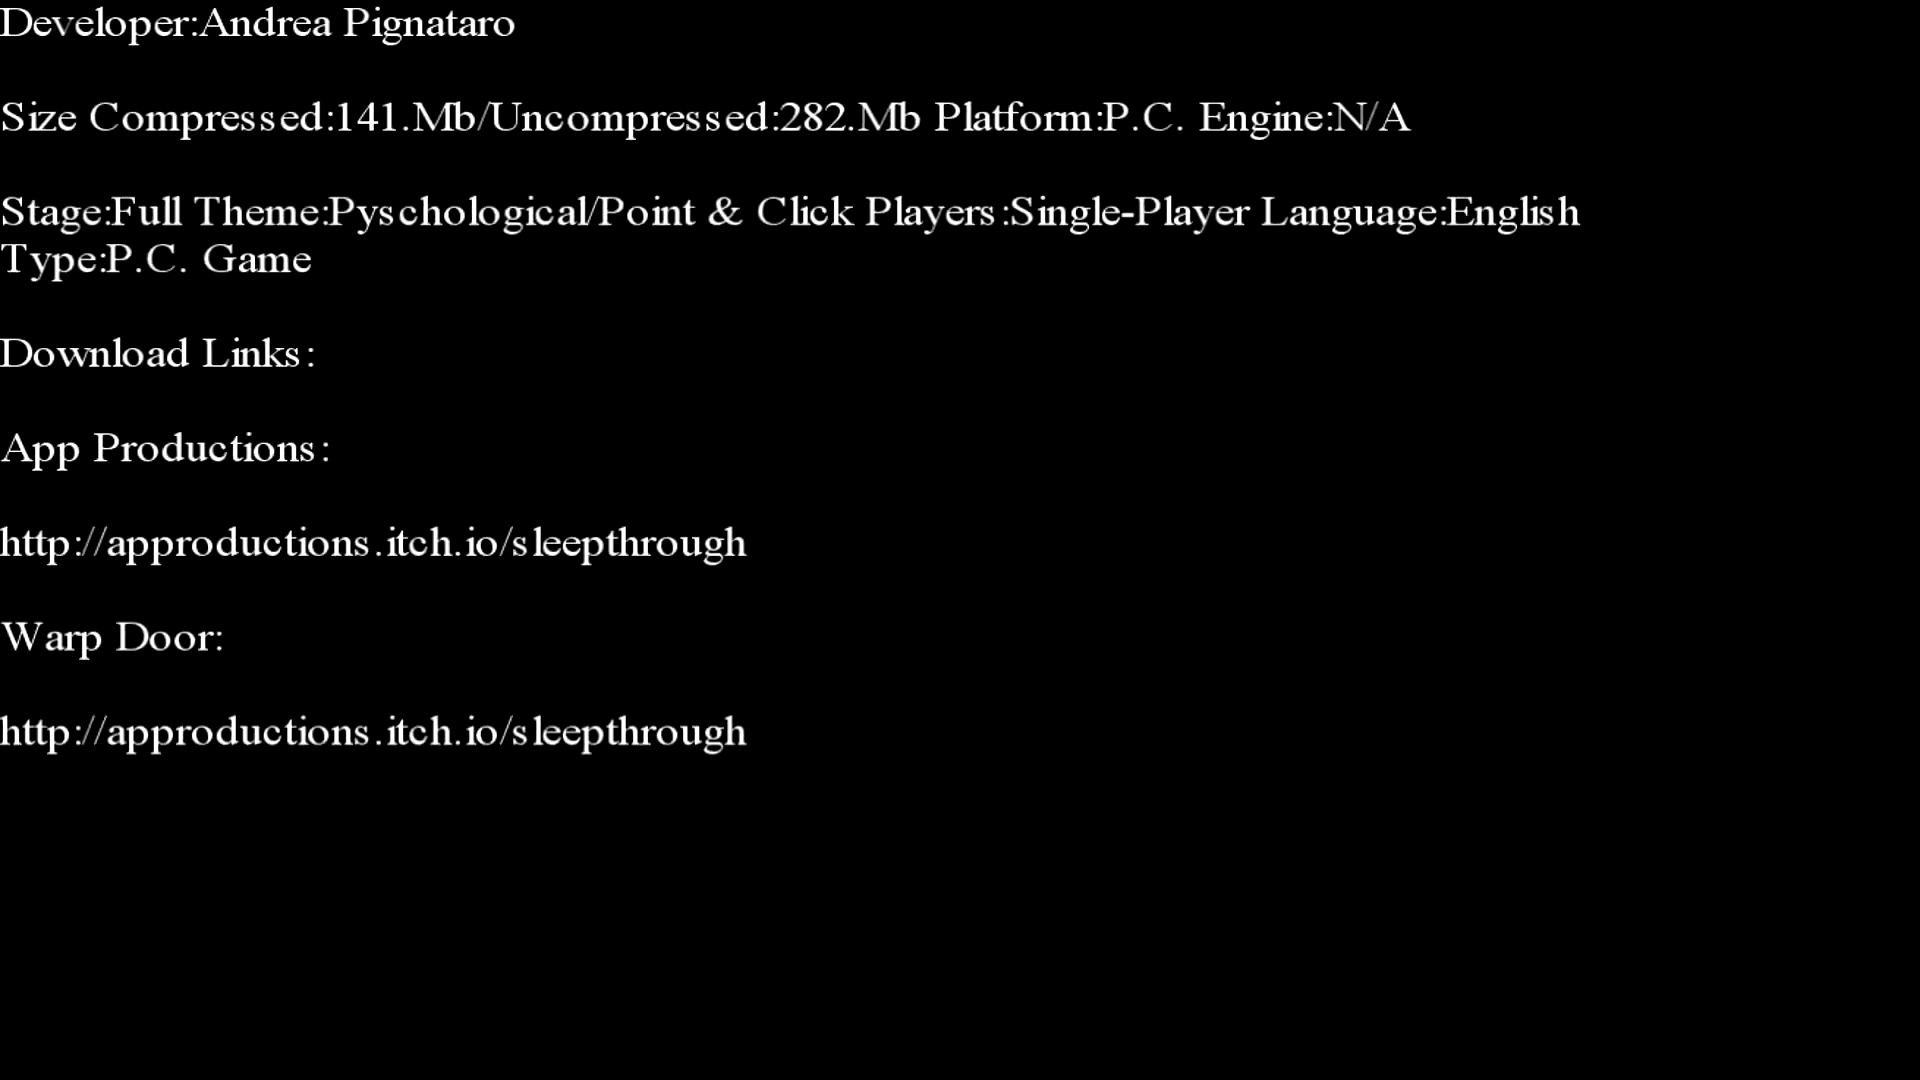 Developer:Andrea Pignataro
Size Compressed:141.Mb/Uncompressed:282.Mb Platform:P.C. Engine:N/A
Stage:Full Theme:Pyschological/Point & Click Players:Single-Player Language:English
Type:P.C. Game
Download Links:
App Productions:
http://approductions.itch.io/sleepthrough
Warp Door:
http://approductions.itch.io/sleepthrough